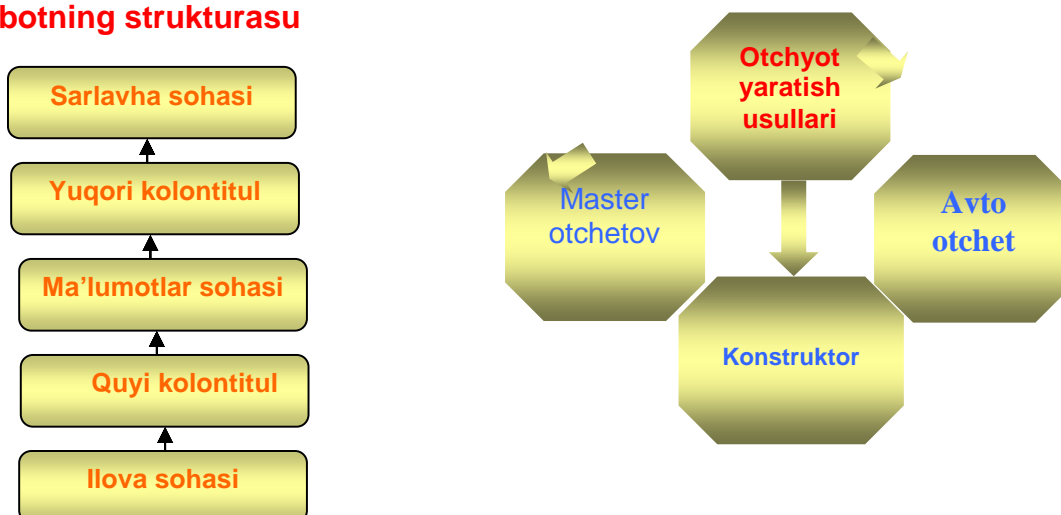 botning strukturasu
Sarlavha sohasi
Yuqori kolontitul
Ma’lumotlar sohasi
Quyi kolontitul
Ilova sohasi
Otchyot
yaratish
usullari
Master
otchetov
Avto
otchet
Konstruktor